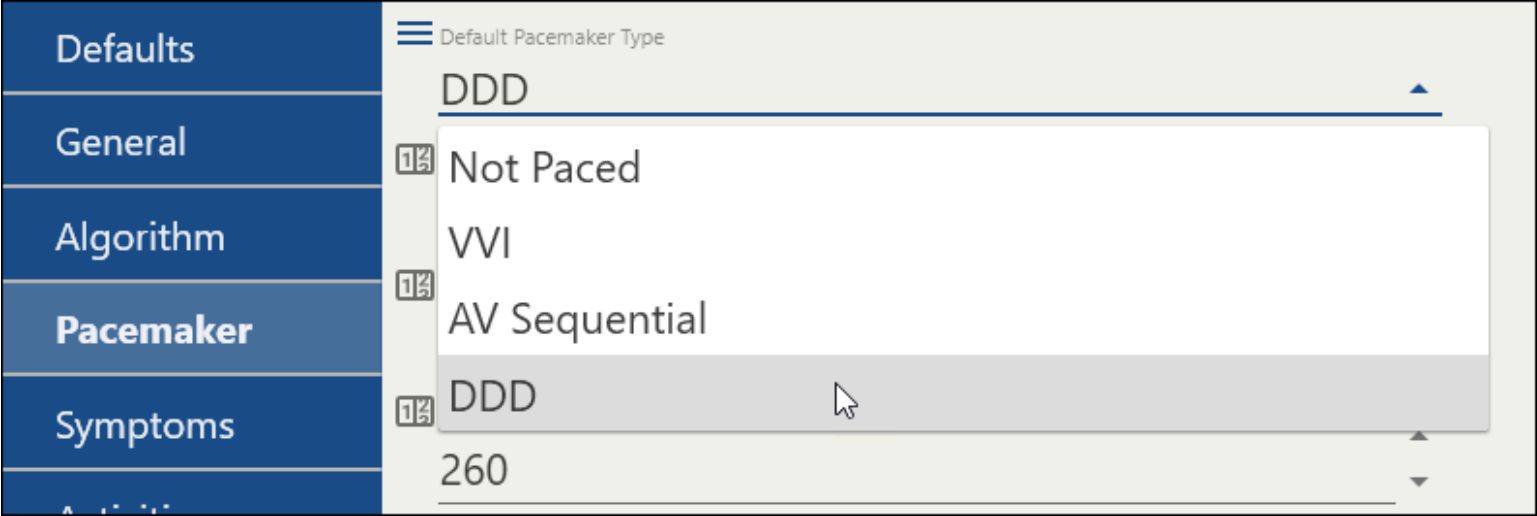 Defaults
General
Algorithm
Pacemaker
Symptoms
Default Pacemaker Type
DDD
Not Paced
VVI
AV Sequential
DDD
260